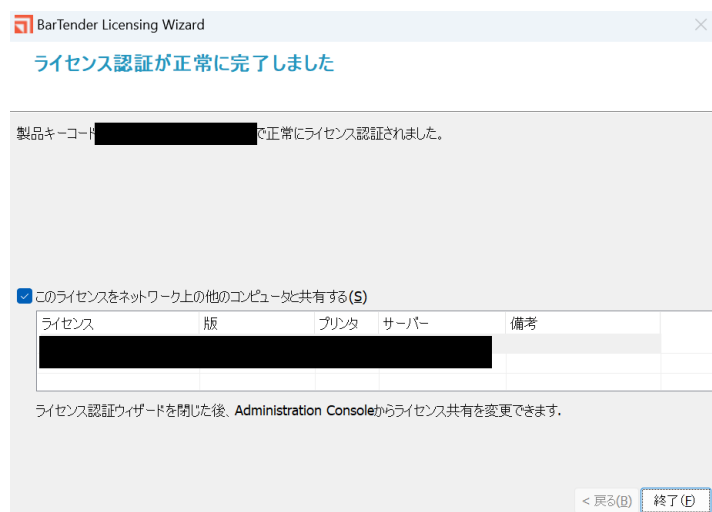 BarTender Licensing Wizard
ライセンス認証が正常に完了しました
製品キーコード で正常にライセンス認証されました。
このライセンスをネットワーク上の他のコンピュータと共有する(S)
ライセンス 版 プリンタ サーバー 備考
ライセンス認証ウィザードを閉じた後、Administration Consoleからライセンス共有を変更できます.
< 戻る(B) 終了(F)